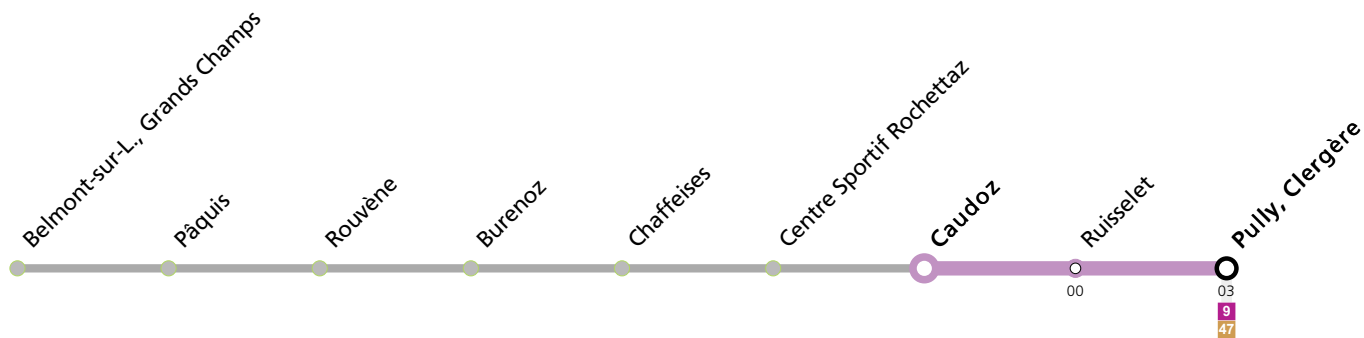 Belmont-sur-L., Grands Champs
Pâquis
Rouvène
Burenoz
Chaffeises
Centre Sportif Rochettaz
Caudoz
Ruisselet
Pully, Clergère
00
03
9
47